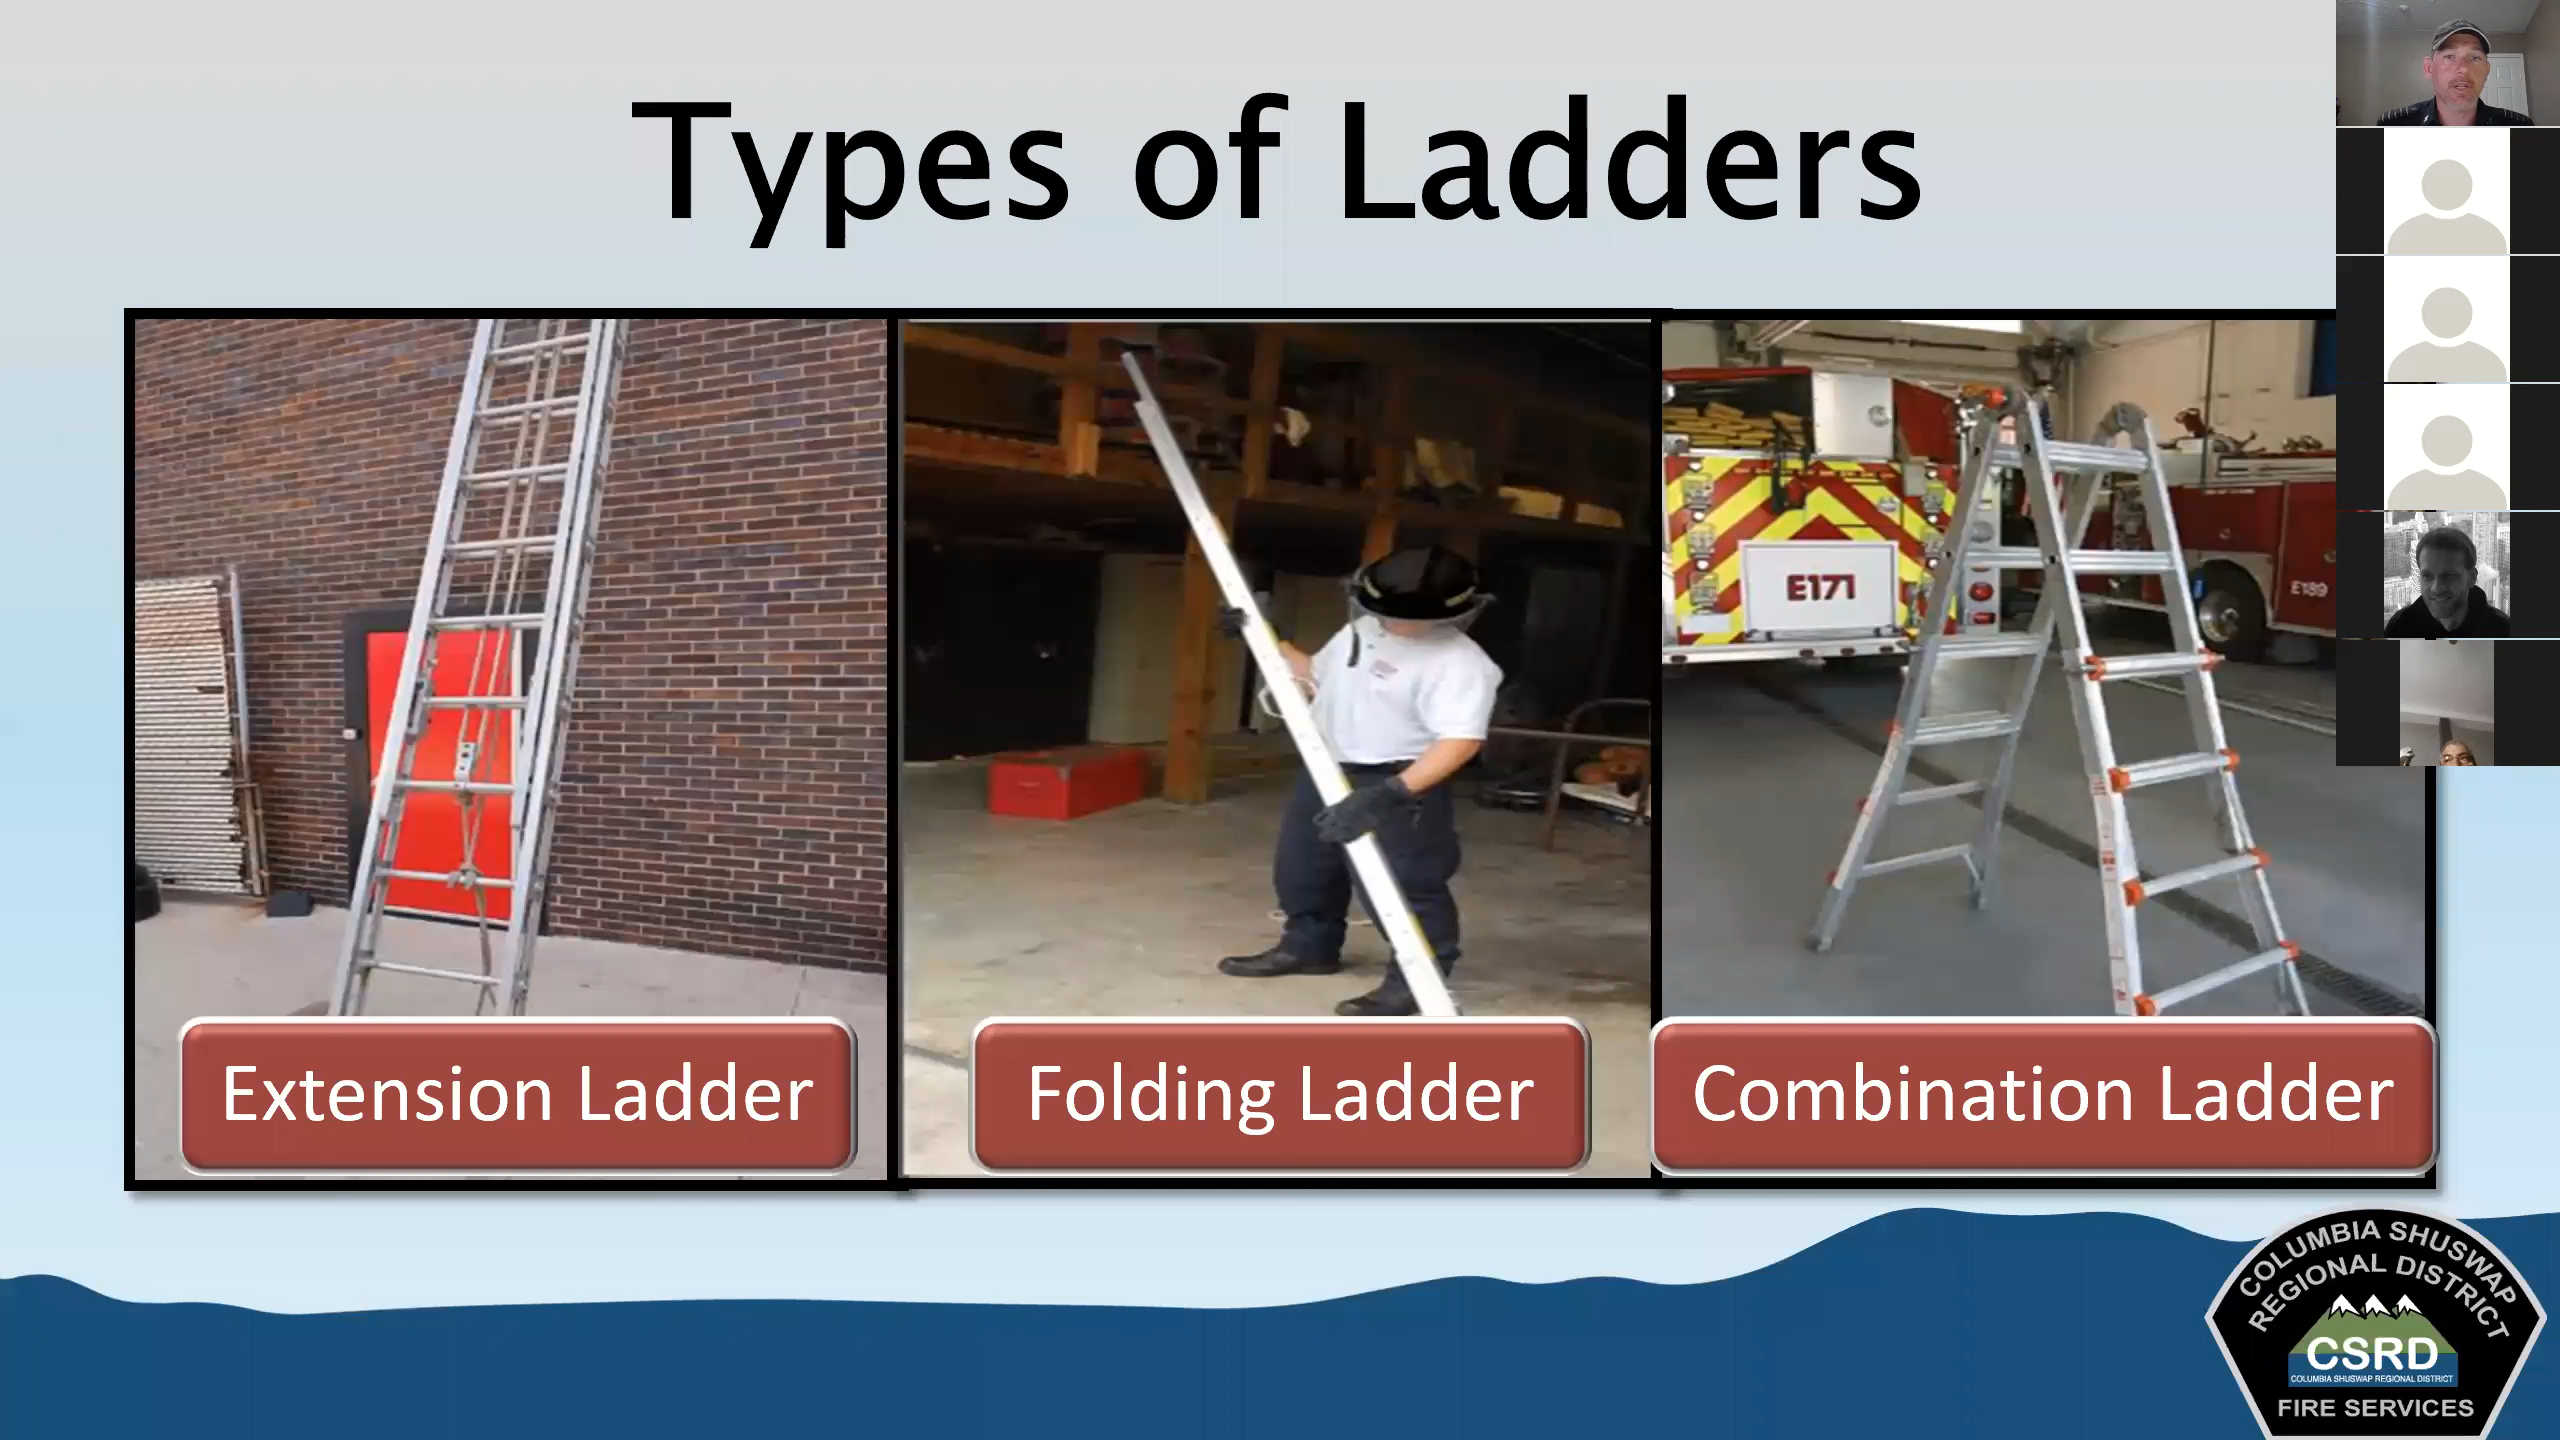 Types of Ladders
E171
E189
Extension Ladder
Folding Ladder
Combination Ladder
COLUMBIA SHUSWAP
REGIONAL DISTRICT
CSRD
COLUMBIA SHUSWAP REGIONAL DISTRICT
FIRE SERVICES